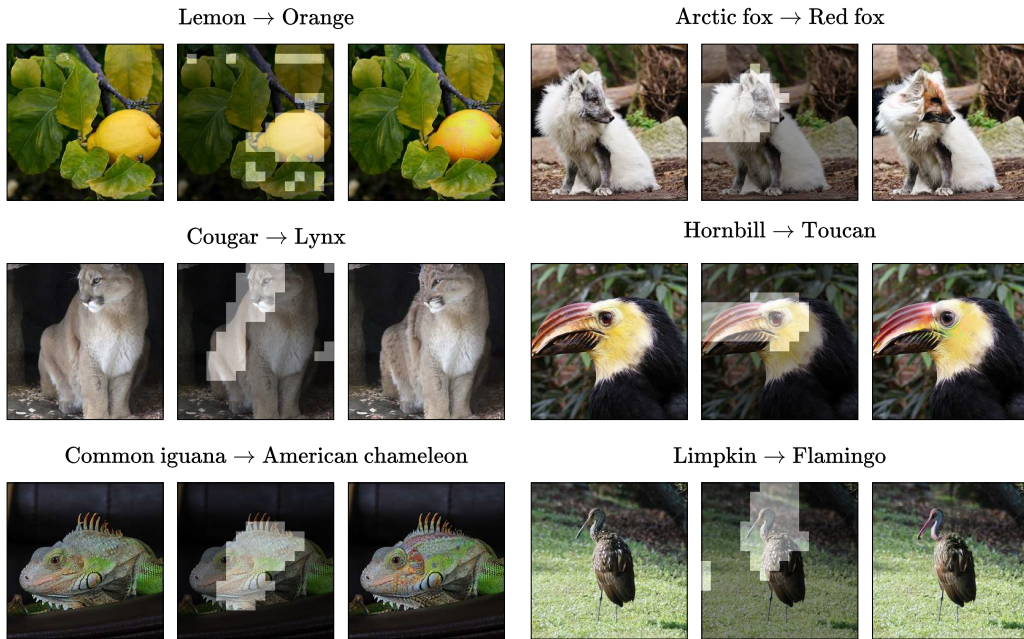 Lemon → Orange
Arctic fox → Red fox
Cougar → Lynx
Hornbill → Toucan
Common iguana → American chameleon
Limpkin → Flamingo